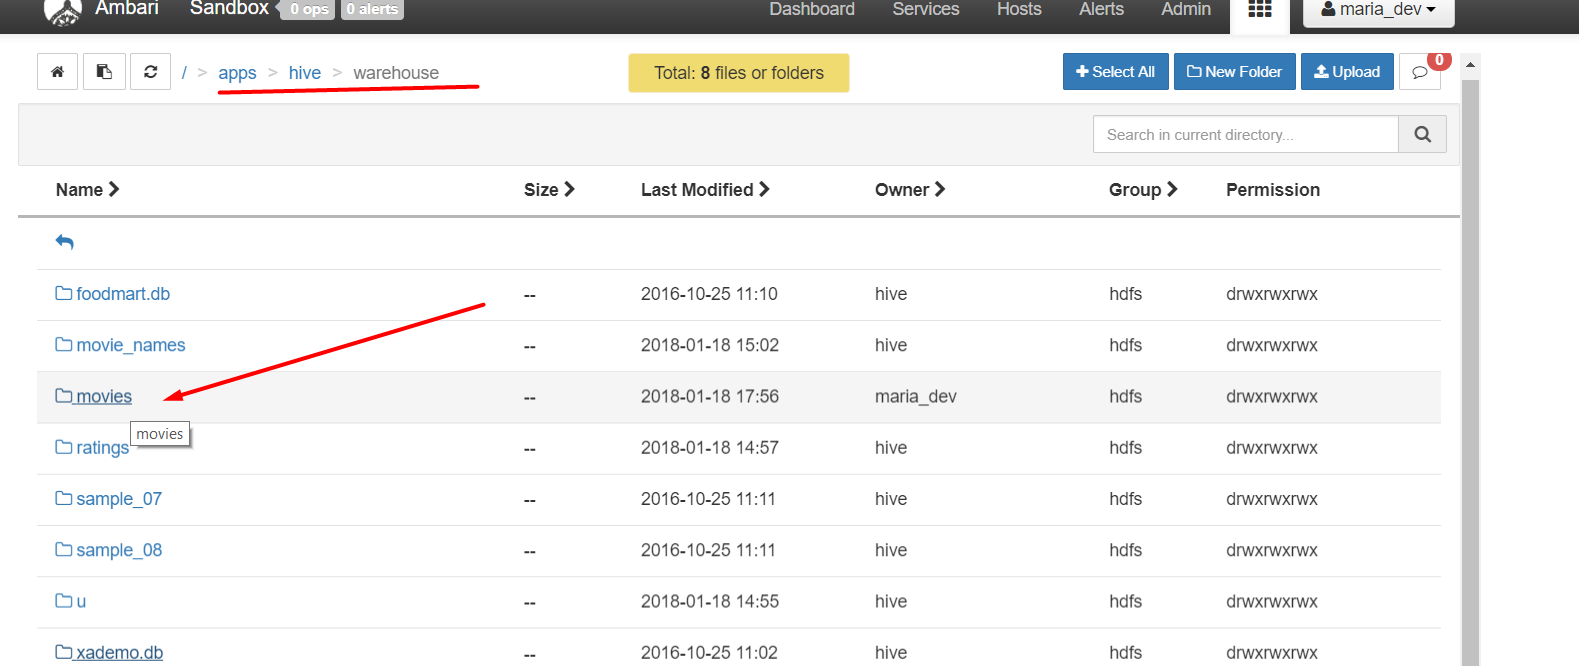 Ambari Sandbox 0 ops 0 alerts Dashboard Services Hosts Alerts Admin maria_dev
/ > apps > hive > warehouse Total: 8 files or folders Select All New Folder Upload 0
Search in current directory...
Name Size Last Modified Owner Group Permission
foodmart.db -- 2016-10-25 11:10 hive hdfs drwxrwxrwx
movie_names -- 2018-01-18 15:02 hive hdfs drwxrwxrwx
movies -- 2018-01-18 17:56 maria_dev hdfs drwxrwxrwx
movies
ratings -- 2018-01-18 14:57 hive hdfs drwxrwxrwx
sample_07 -- 2016-10-25 11:11 hive hdfs drwxrwxrwx
sample_08 -- 2016-10-25 11:11 hive hdfs drwxrwxrwx
u -- 2018-01-18 14:55 hive hdfs drwxrwxrwx
xademo.db -- 2016-10-25 11:02 hive hdfs drwxrwxrwx